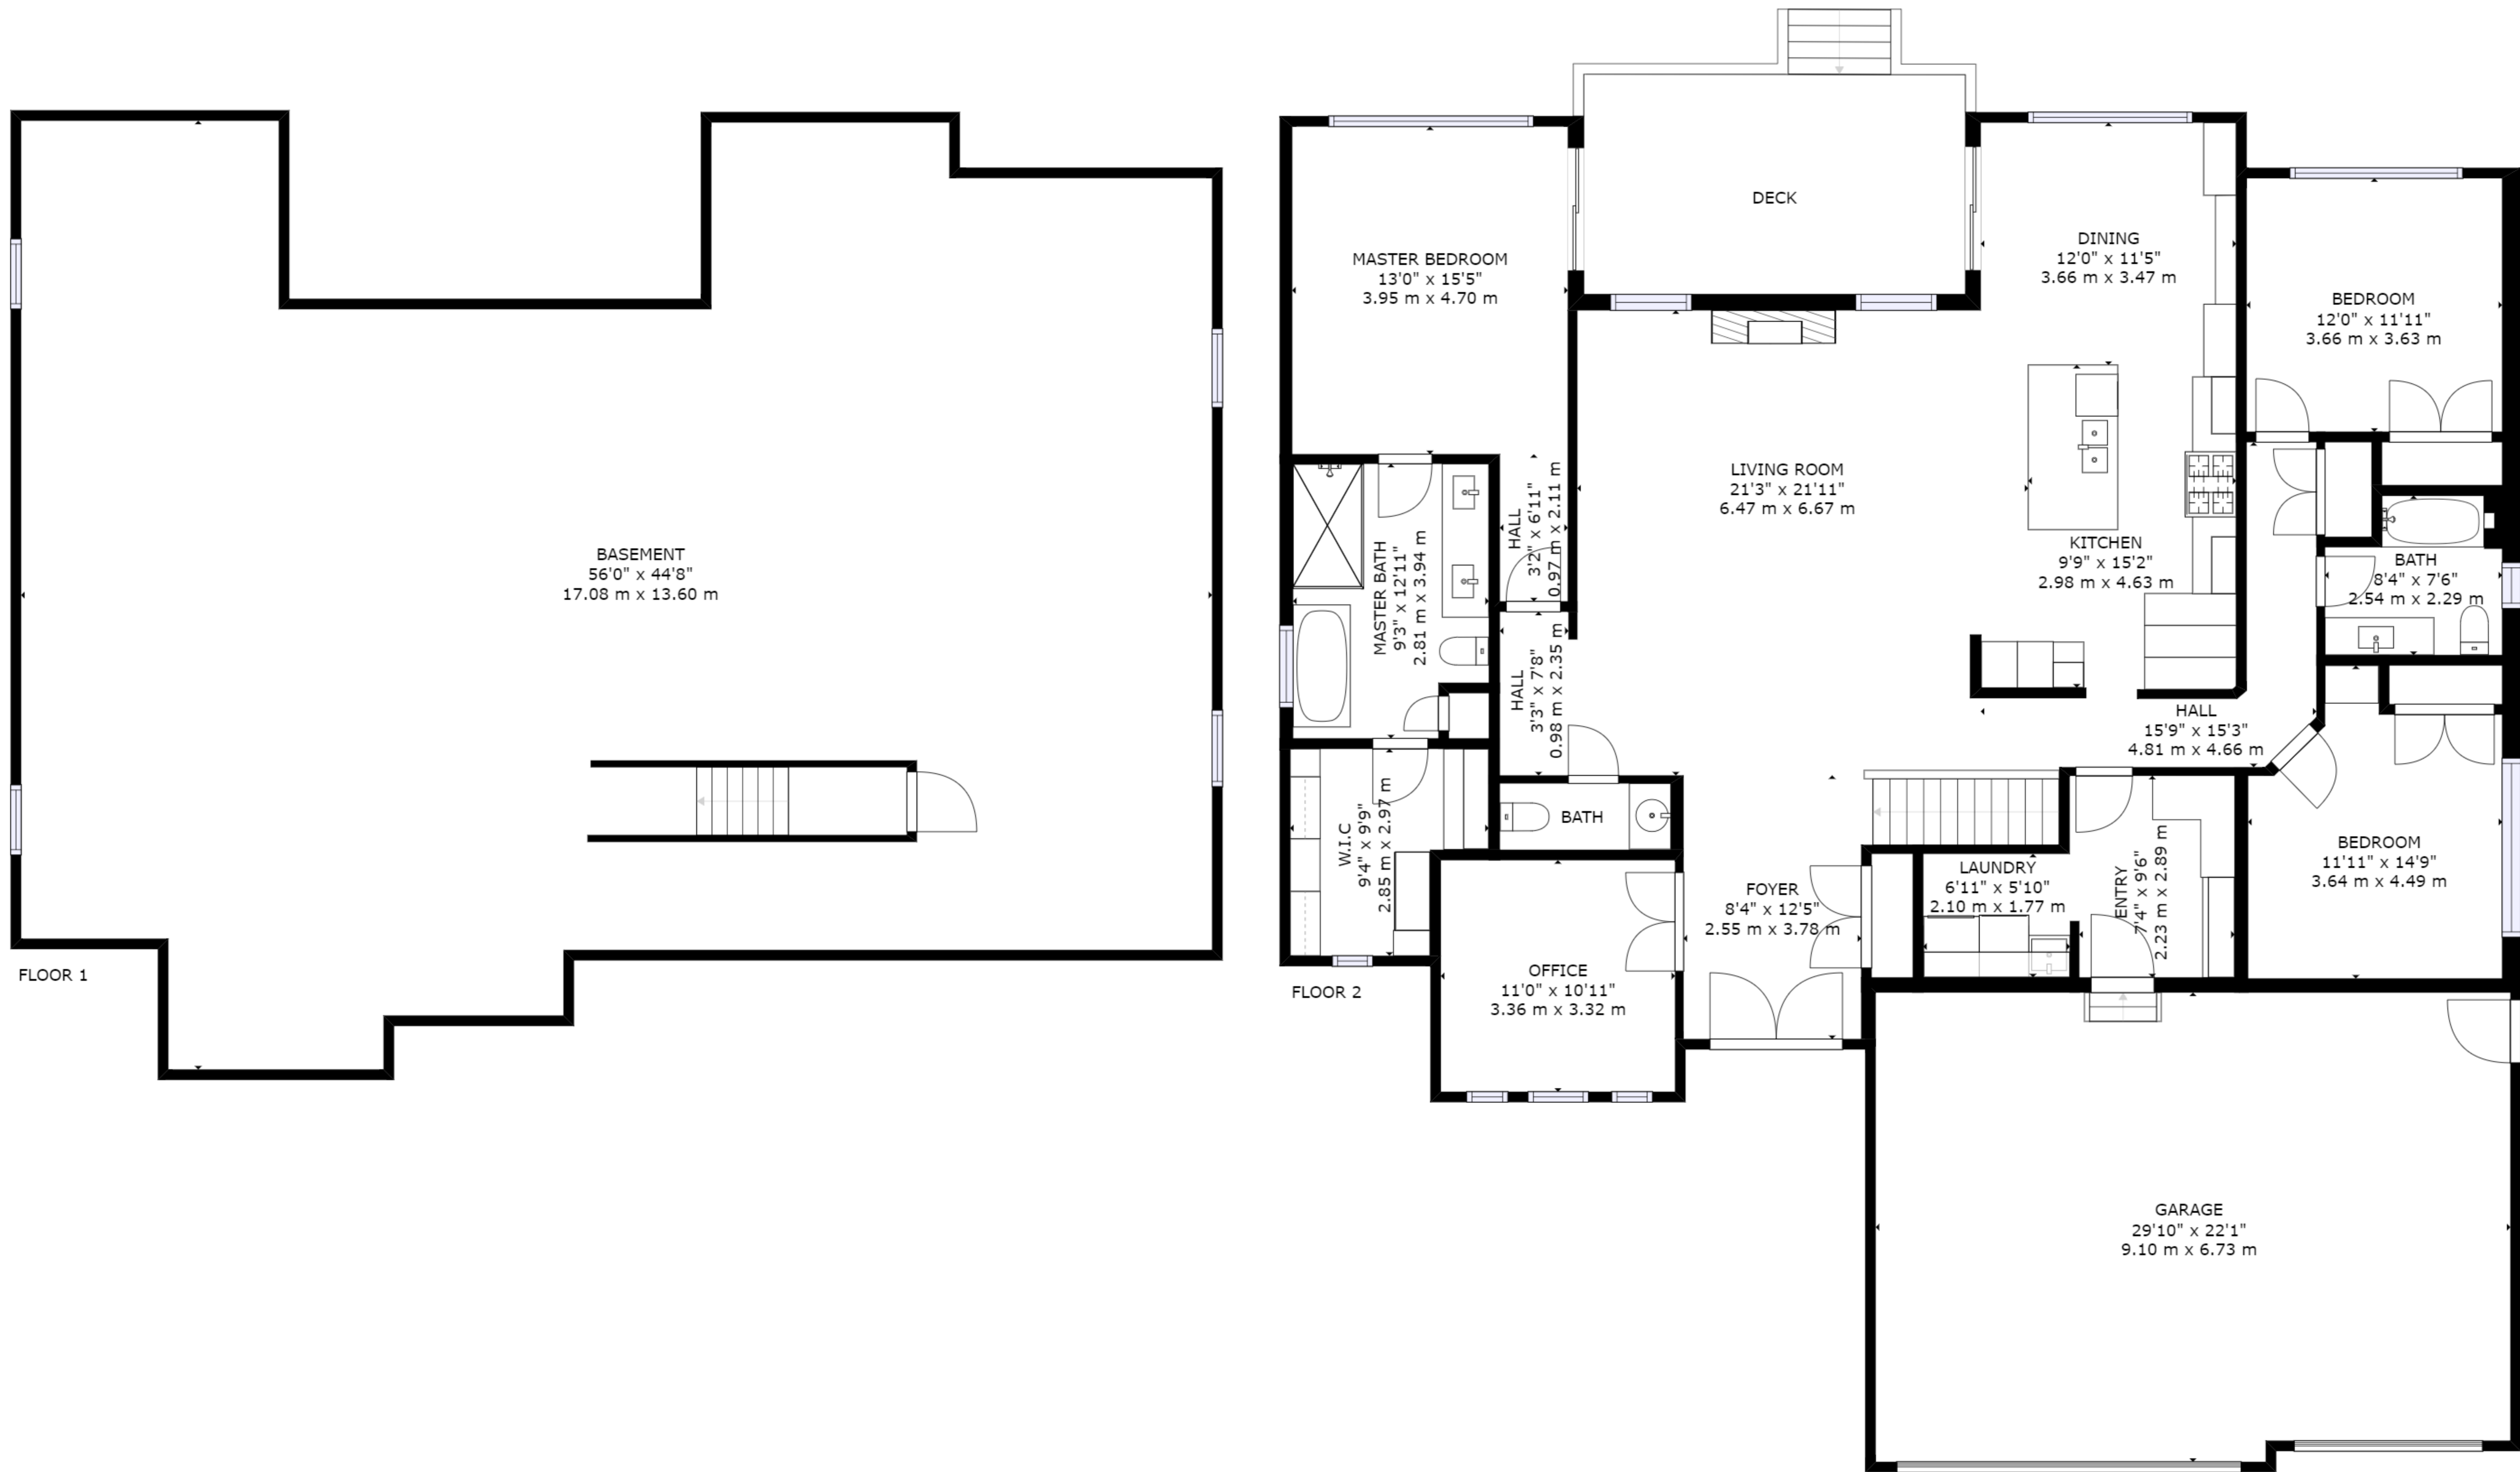 BASEMENT
56'0" x 44'8"
17.08 m x 13.60 m
FLOOR 1
DECK
MASTER BEDROOM
13'0" x 15'5"
3.95 m x 4.70 m
DINING
12'0" x 11'5"
3.66 m x 3.47 m
BEDROOM
12'0" x 11'11"
3.66 m x 3.63 m
LIVING ROOM
21'3" x 21'11"
6.47 m x 6.67 m
HALL
3'2" x 6'11"
0.97 m x 2.11 m
MASTER BATH
9'3" x 12'11"
2.81 m x 3.94 m
KITCHEN
9'9" x 15'2"
2.98 m x 4.63 m
BATH
8'4" x 7'6"
2.54 m x 2.29 m
HALL
3'3" x 7'8"
0.98 m x 2.35 m
HALL
15'9" x 15'3"
4.81 m x 4.66 m
W.I.C
9'4" x 9'9"
2.85 m x 2.97 m
BATH
BEDROOM
11'11" x 14'9"
3.64 m x 4.49 m
LAUNDRY
6'11" x 5'10"
2.10 m x 1.77 m
ENTRY
7'4" x 9'6"
2.23 m x 2.89 m
FOYER
8'4" x 12'5"
2.55 m x 3.78 m
OFFICE
11'0" x 10'11"
3.36 m x 3.32 m
FLOOR 2
GARAGE
29'10" x 22'1"
9.10 m x 6.73 m